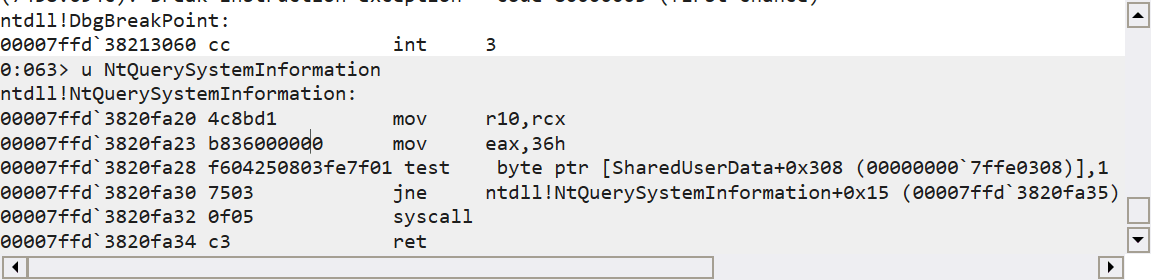 ntdll!DbgBreakPoint:
00007ffd`38213060 cc              int     3
0:063> u NtQuerySystemInformation
ntdll!NtQuerySystemInformation:
00007ffd`3820fa20 4c8bd1          mov     r10,rcx
00007ffd`3820fa23 b836000000      mov     eax,36h
00007ffd`3820fa28 f604250803fe7f01 test    byte ptr [SharedUserData+0x308 (00000000`7ffe0308)],1
00007ffd`3820fa30 7503            jne     ntdll!NtQuerySystemInformation+0x15 (00007ffd`3820fa35)
00007ffd`3820fa32 0f05            syscall
00007ffd`3820fa34 c3              ret